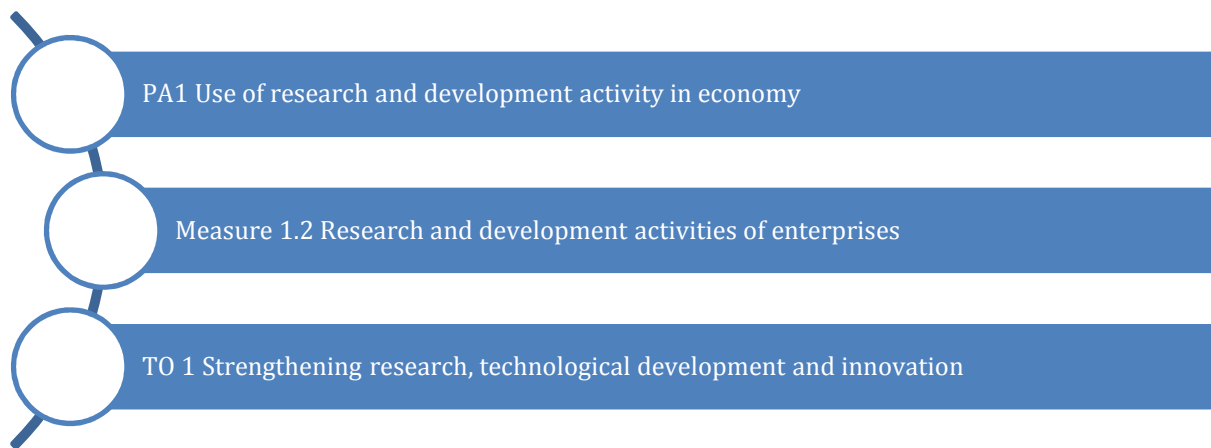 PA1 Use of research and development activity in economy
Measure 1.2 Research and development activities of enterprises
TO 1 Strengthening research, technological development and innovation